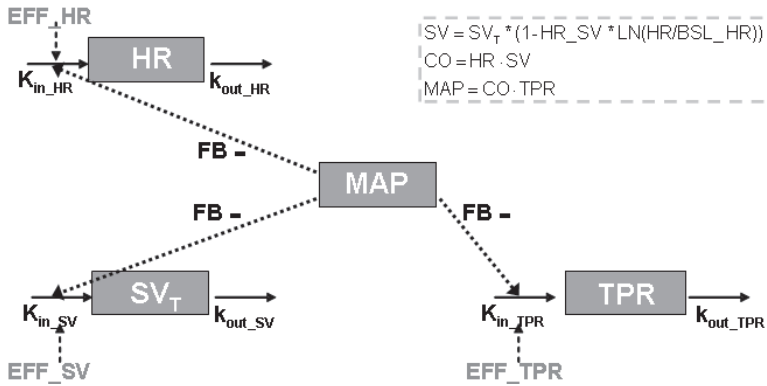 EFF_HR
HR
K_in_HR
k_out_HR
SV = SV_T *(1-HR_SV *LN(HR/BSL_HR))
CO = HR · SV
MAP = CO · TPR
FB -
MAP
FB -
FB -
SV_T
K_in_SV
k_out_SV
EFF_SV
TPR
K_in_TPR
k_out_TPR
EFF_TPR